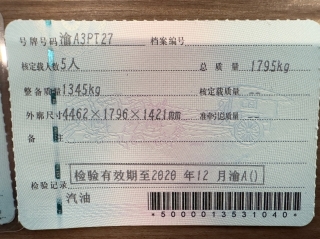 号牌号码 渝A3PT27 档案编号
核定载人数 5人 总质量 1795kg
整备质量 1345kg 核定载质量 --
外廓尺寸 4462×1796×1421mm 准牵引总质量 --
备注
检验有效期至2020 年12 月渝A()
检验记录
汽油
*5000013531040*